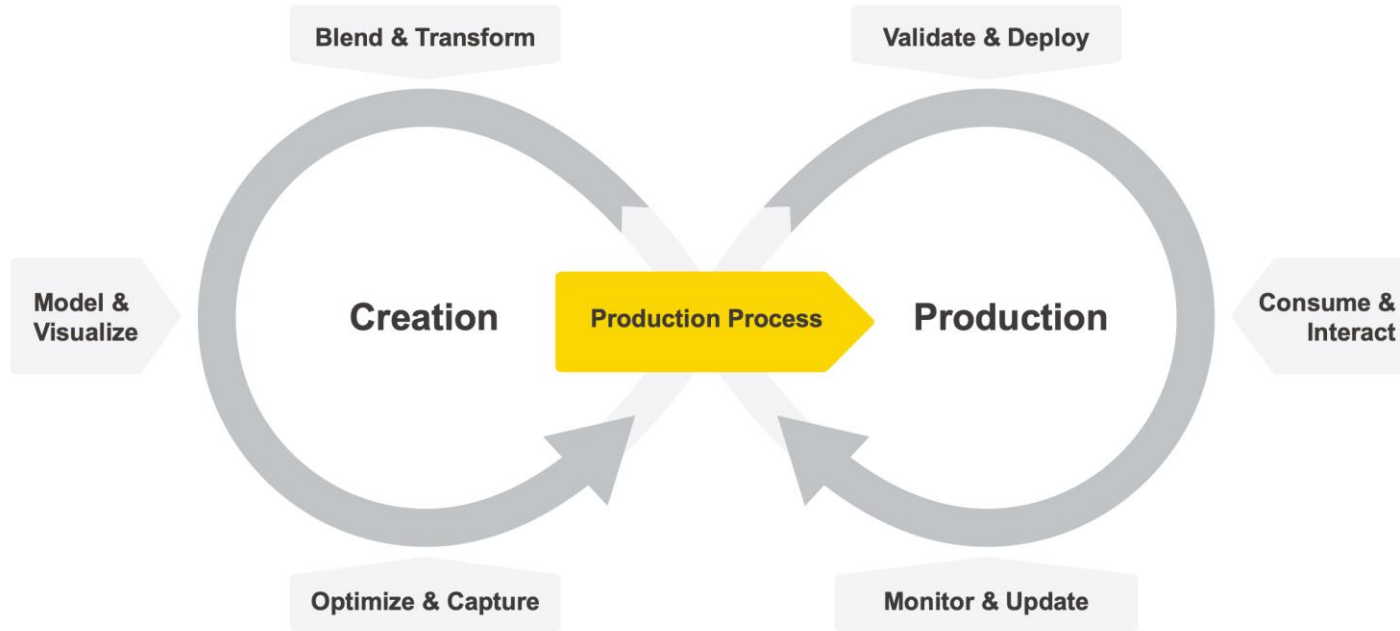 Blend & Transform
Validate & Deploy
Model &
Visualize
Creation
Production Process
Production
Consume &
Interact
Optimize & Capture
Monitor & Update